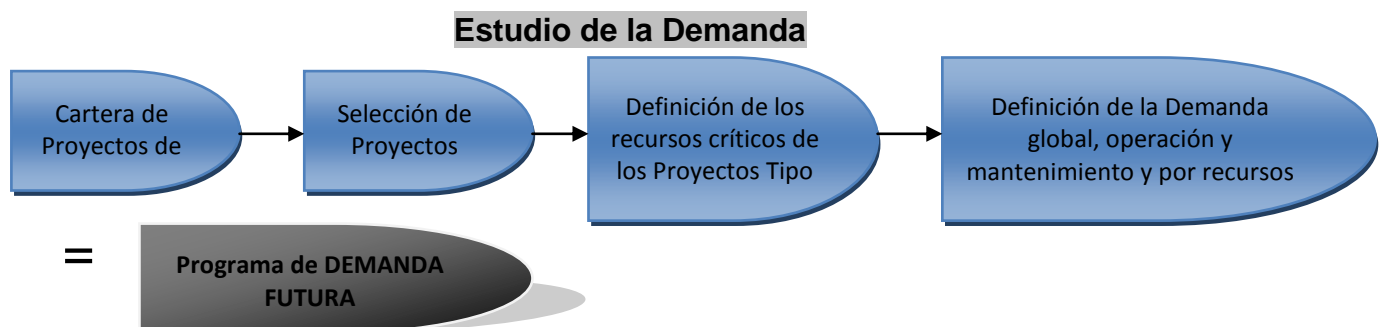 Estudio de la Demanda
Cartera de
Proyectos de
Selección de
Proyectos
Definición de los
recursos críticos de
los Proyectos Tipo
Definición de la Demanda
global, operación y
mantenimiento y por recursos
=
Programa de DEMANDA
FUTURA